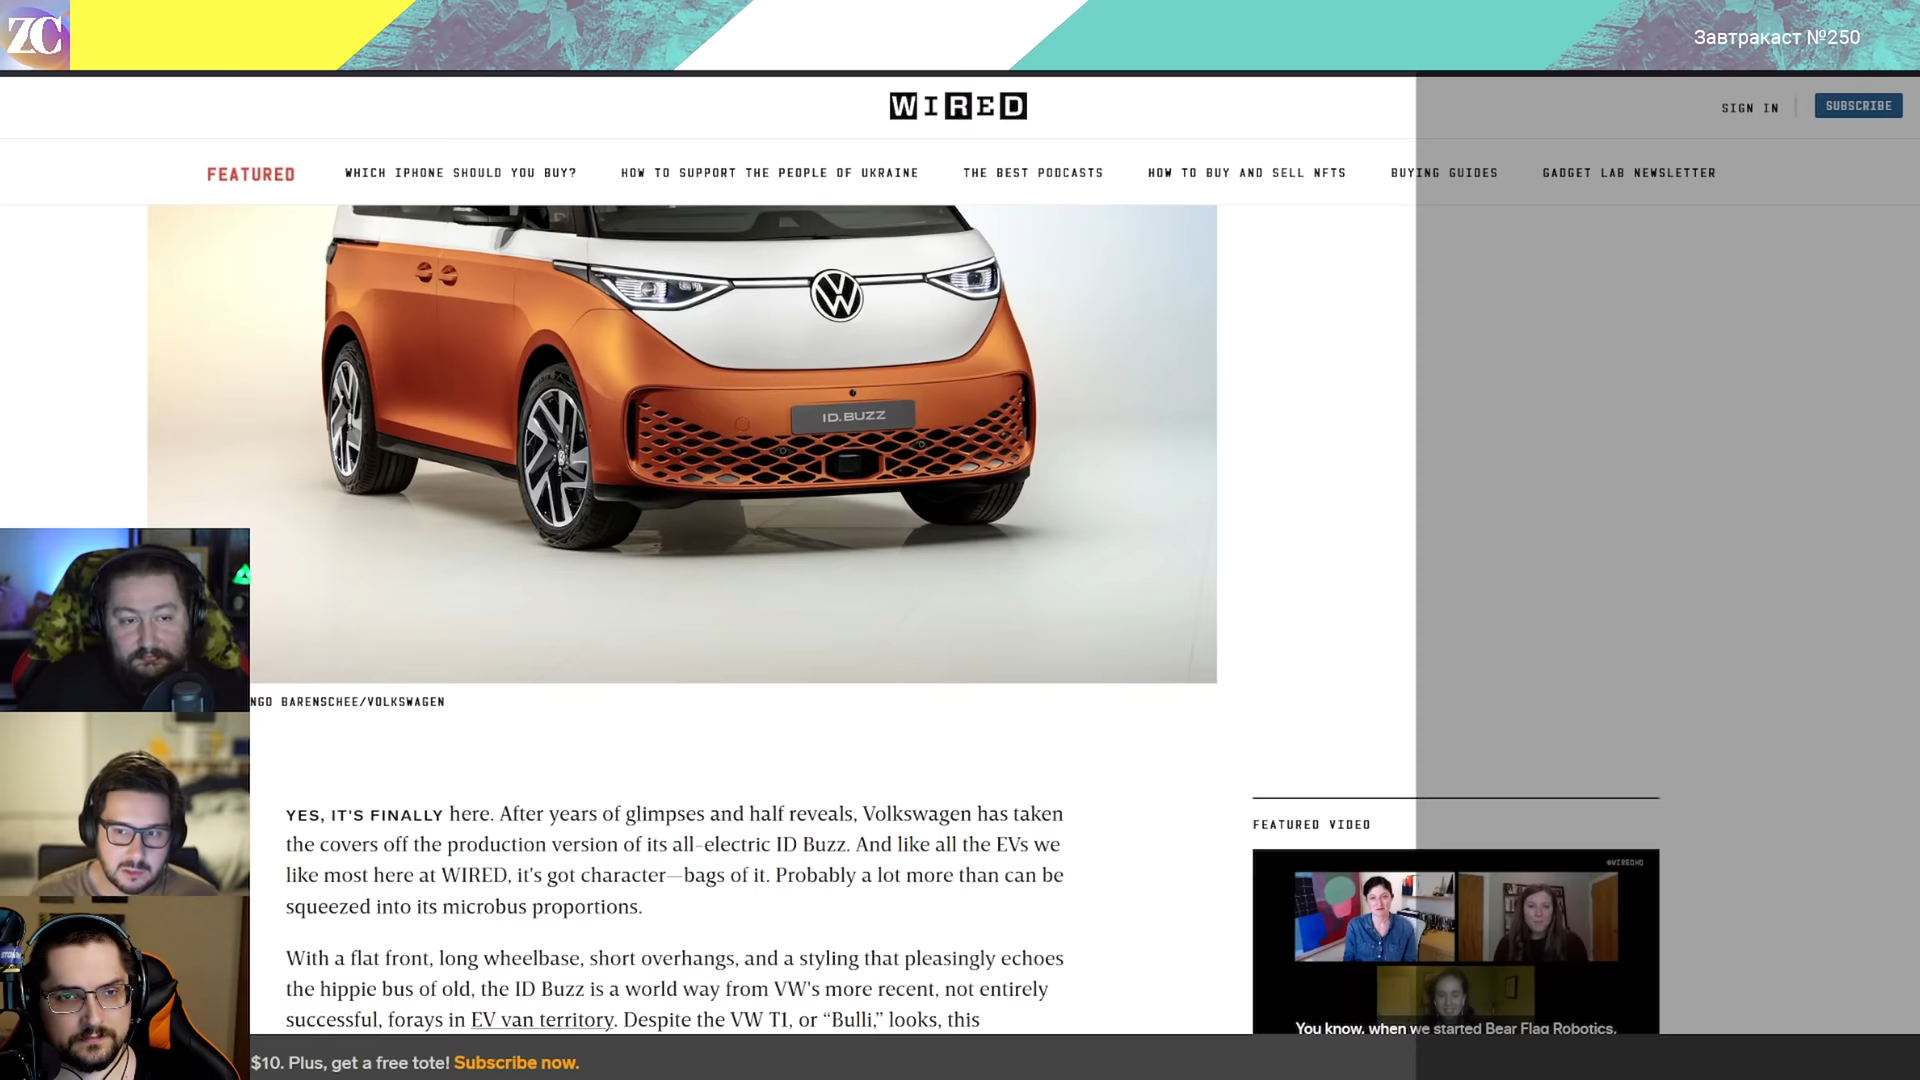 ZC
Завтракаст №250
WIRED
SIGN IN
SUBSCRIBE
FEATURED
WHICH IPHONE SHOULD YOU BUY?
HOW TO SUPPORT THE PEOPLE OF UKRAINE
THE BEST PODCASTS
HOW TO BUY AND SELL NFTS
BUYING GUIDES
GADGET LAB NEWSLETTER
ID.BUZZ
NGO BARENSCHEE/VOLKSWAGEN
YES, IT'S FINALLY here. After years of glimpses and half reveals, Volkswagen has taken
the covers off the production version of its all-electric ID Buzz. And like all the EVs we
like most here at WIRED, it's got character—bags of it. Probably a lot more than can be
squeezed into its microbus proportions.
With a flat front, long wheelbase, short overhangs, and a styling that pleasingly echoes
the hippie bus of old, the ID Buzz is a world way from VW's more recent, not entirely
successful, forays in EV van territory. Despite the VW T1, or “Bulli,” looks, this
FEATURED VIDEO
@WIREDHQ
You know, when we started Bear Flag Robotics,
$10. Plus, get a free tote! Subscribe now.